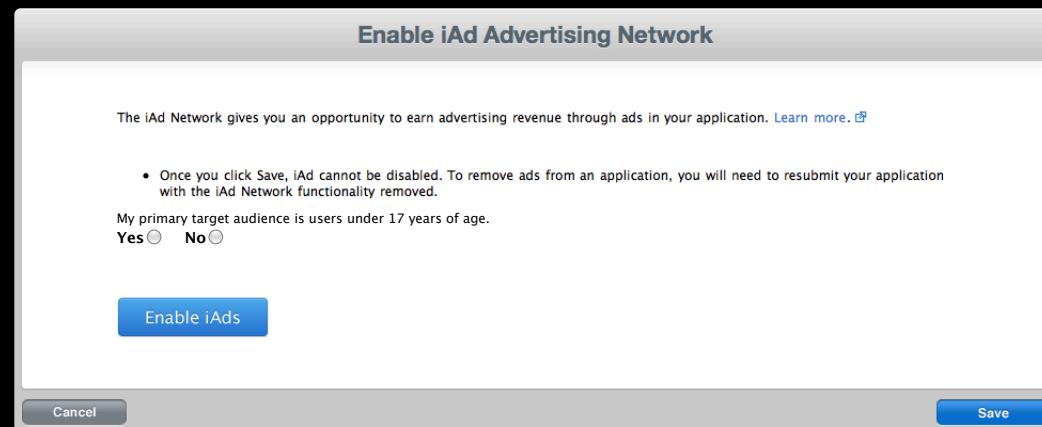 Enable iAd Advertising Network
The iAd Network gives you an opportunity to earn advertising revenue through ads in your application. Learn more.
• Once you click Save, iAd cannot be disabled. To remove ads from an application, you will need to resubmit your application
with the iAd Network functionality removed.
My primary target audience is users under 17 years of age.
Yes No
Enable iAds
Cancel Save